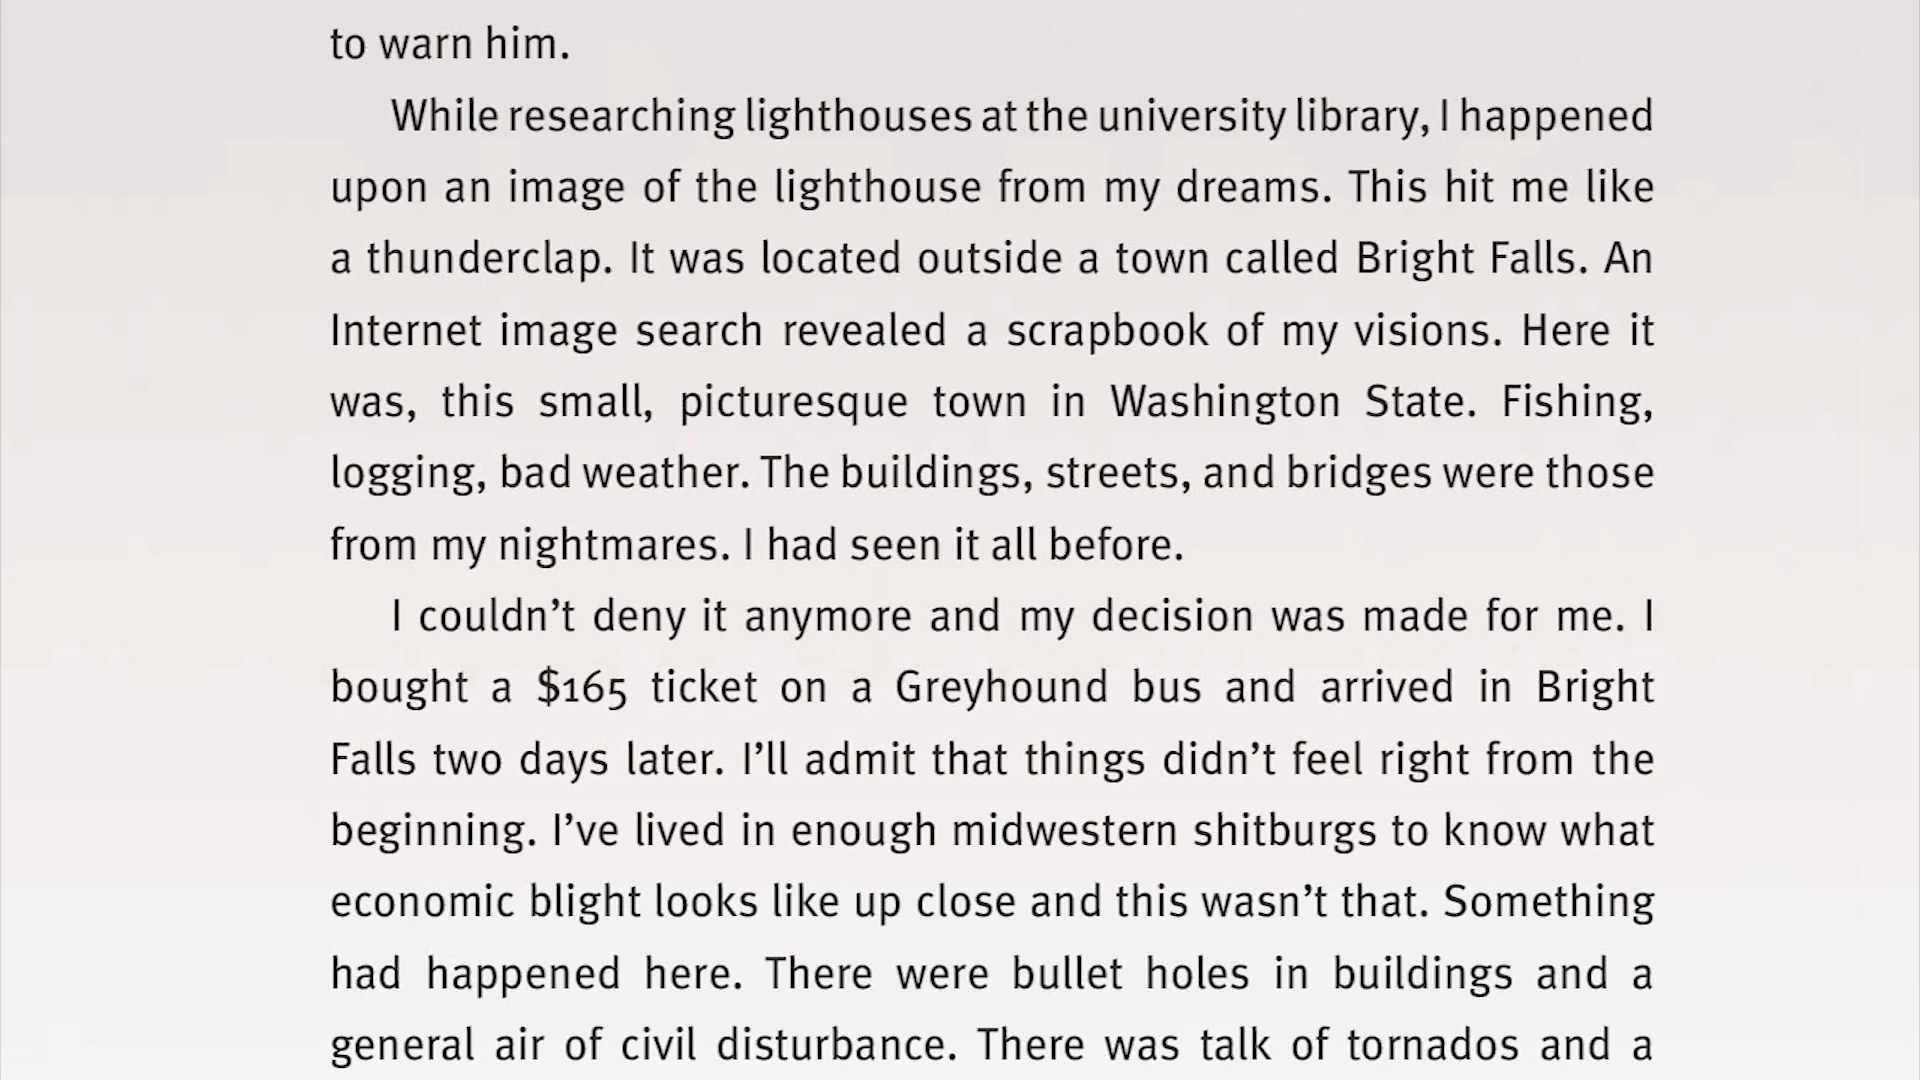 to warn him.
While researching lighthouses at the university library, I happened
upon an image of the lighthouse from my dreams. This hit me like
a thunderclap. It was located outside a town called Bright Falls. An
Internet image search revealed a scrapbook of my visions. Here it
was, this small, picturesque town in Washington State. Fishing,
logging, bad weather. The buildings, streets, and bridges were those
from my nightmares. I had seen it all before.
I couldn’t deny it anymore and my decision was made for me. I
bought a $165 ticket on a Greyhound bus and arrived in Bright
Falls two days later. I’ll admit that things didn’t feel right from the
beginning. I’ve lived in enough midwestern shitburgs to know what
economic blight looks like up close and this wasn’t that. Something
had happened here. There were bullet holes in buildings and a
general air of civil disturbance. There was talk of tornados and a